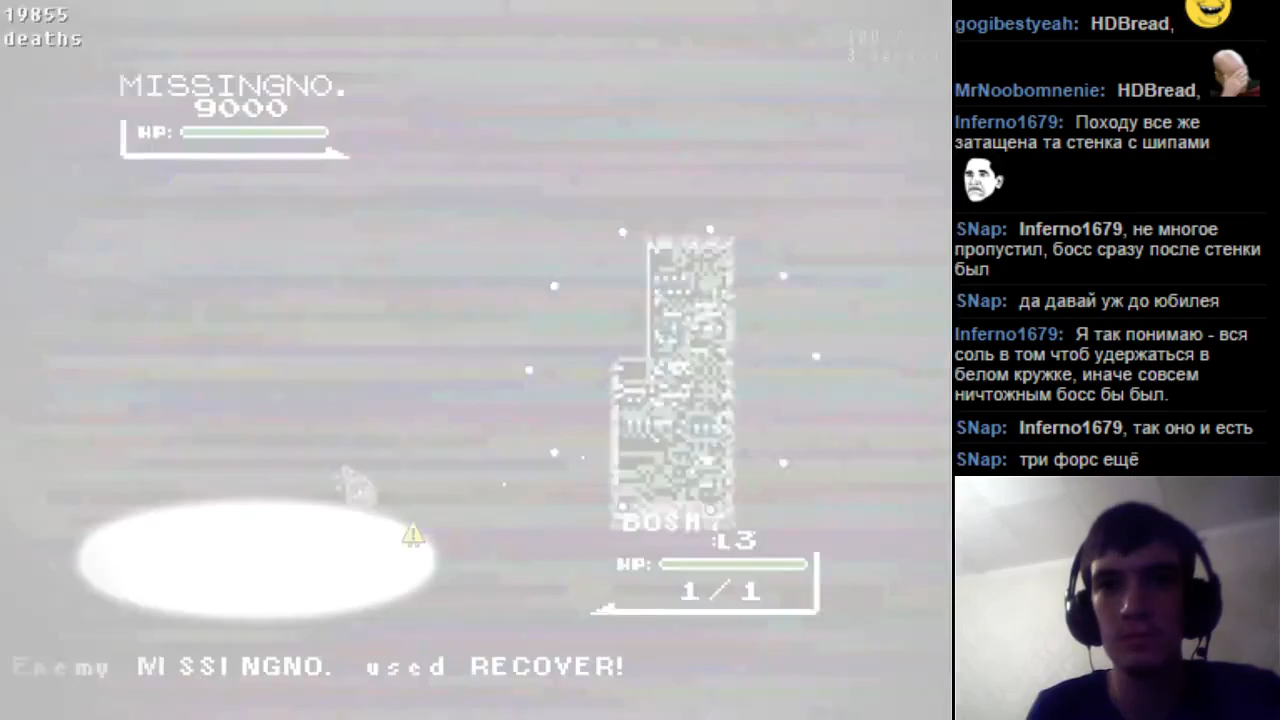 19855
deaths
MISSINGNO.
9000
HP:
BOSH
:L3
HP:
1 / 1
Enemy MISSINGNO. used RECOVER!
gogibestyeah: HDBread,
MrNoobomnenie: HDBread,
Inferno1679: Походу все же
затащена та стенка с шипами
SNap: Inferno1679, не многое
пропустил, босс сразу после стенки
был
SNap: да давай уж до юбилея
Inferno1679: Я так понимаю - вся
соль в том чтоб удержаться в
белом кружке, иначе совсем
ничтожным босс бы был.
SNap: Inferno1679, так оно и есть
SNap: три форс ещё